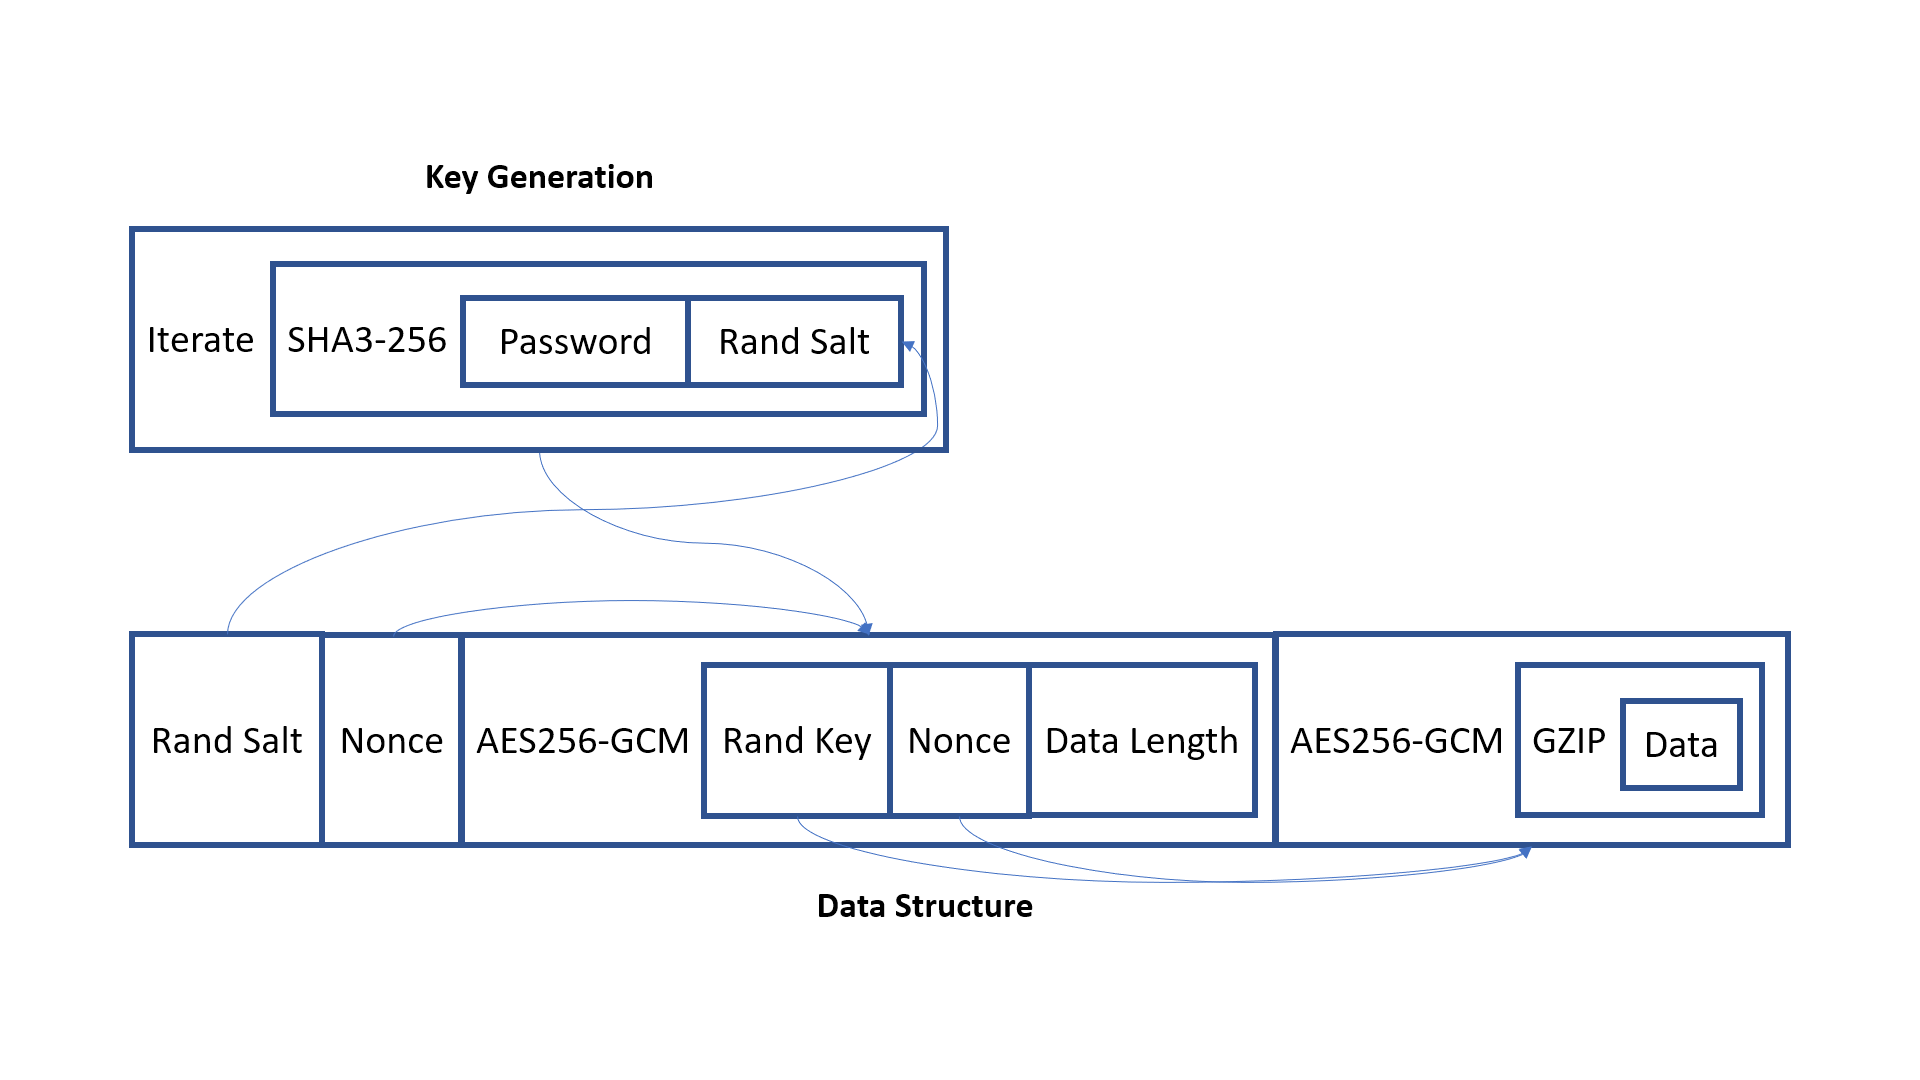 Key Generation
Iterate
SHA3-256
Password
Rand Salt
Rand Salt
Nonce
AES256-GCM
Rand Key
Nonce
Data Length
AES256-GCM
GZIP
Data
Data Structure